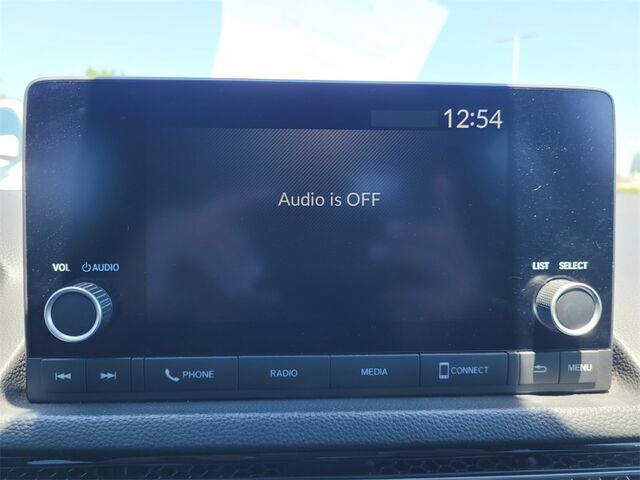 12:54
Audio is OFF
VOL AUDIO
LIST SELECT
PHONE RADIO MEDIA CONNECT MENU